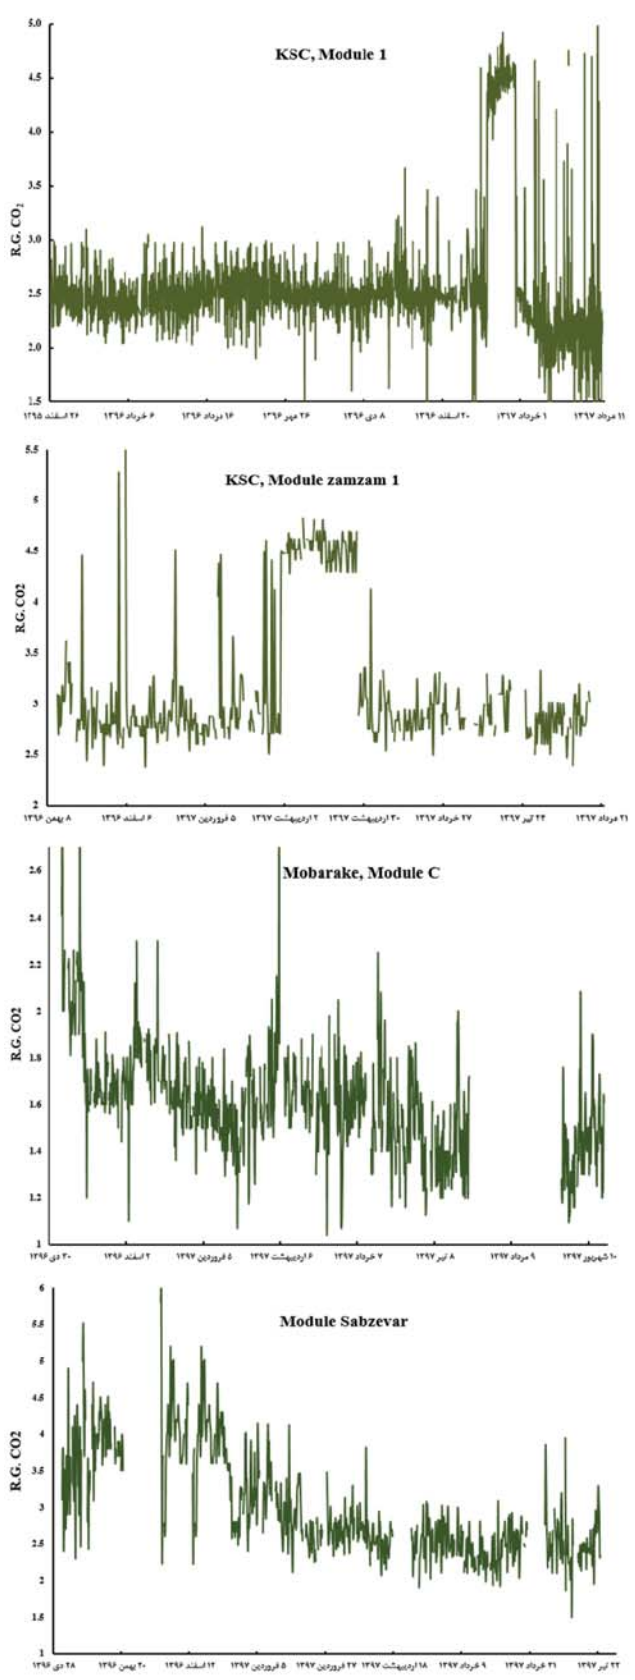 KSC, Module 1
R.G. CO₂
5.0
4.5
4.0
3.5
3.0
2.5
2.0
1.5
۲۶ اسفند ۱۳۹۵
۶ خرداد ۱۳۹۶
۱۶ مرداد ۱۳۹۶
۲۶ مهر ۱۳۹۶
۸ دی ۱۳۹۶
۲۰ اسفند ۱۳۹۶
۱ خرداد ۱۳۹۷
۱۱ مرداد ۱۳۹۷
KSC, Module zamzam 1
R.G. CO2
5.5
5
4.5
4
3.5
3
2.5
2
۸ بهمن ۱۳۹۶
۶ اسفند ۱۳۹۶
۵ فروردین ۱۳۹۷
۲ اردیبهشت ۱۳۹۷
۳۰ اردیبهشت ۱۳۹۷
۲۷ خرداد ۱۳۹۷
۲۴ تیر ۱۳۹۷
۲۱ مرداد ۱۳۹۷
Mobarake, Module C
R.G. CO2
2.6
2.4
2.2
2
1.8
1.6
1.4
1.2
1
۳۰ دی ۱۳۹۶
۲ اسفند ۱۳۹۶
۵ فروردین ۱۳۹۷
۶ اردیبهشت ۱۳۹۷
۷ خرداد ۱۳۹۷
۸ تیر ۱۳۹۷
۹ مرداد ۱۳۹۷
۱۰ شهریور ۱۳۹۷
Module Sabzevar
R.G. CO2
6
5.5
5
4.5
4
3.5
3
2.5
2
1.5
1
۲۸ دی ۱۳۹۶
۲۰ بهمن ۱۳۹۶
۱۲ اسفند ۱۳۹۶
۵ فروردین ۱۳۹۷
۲۷ فروردین ۱۳۹۷
۱۸ اردیبهشت ۱۳۹۷
۹ خرداد ۱۳۹۷
۳۱ خرداد ۱۳۹۷
۲۲ تیر ۱۳۹۷